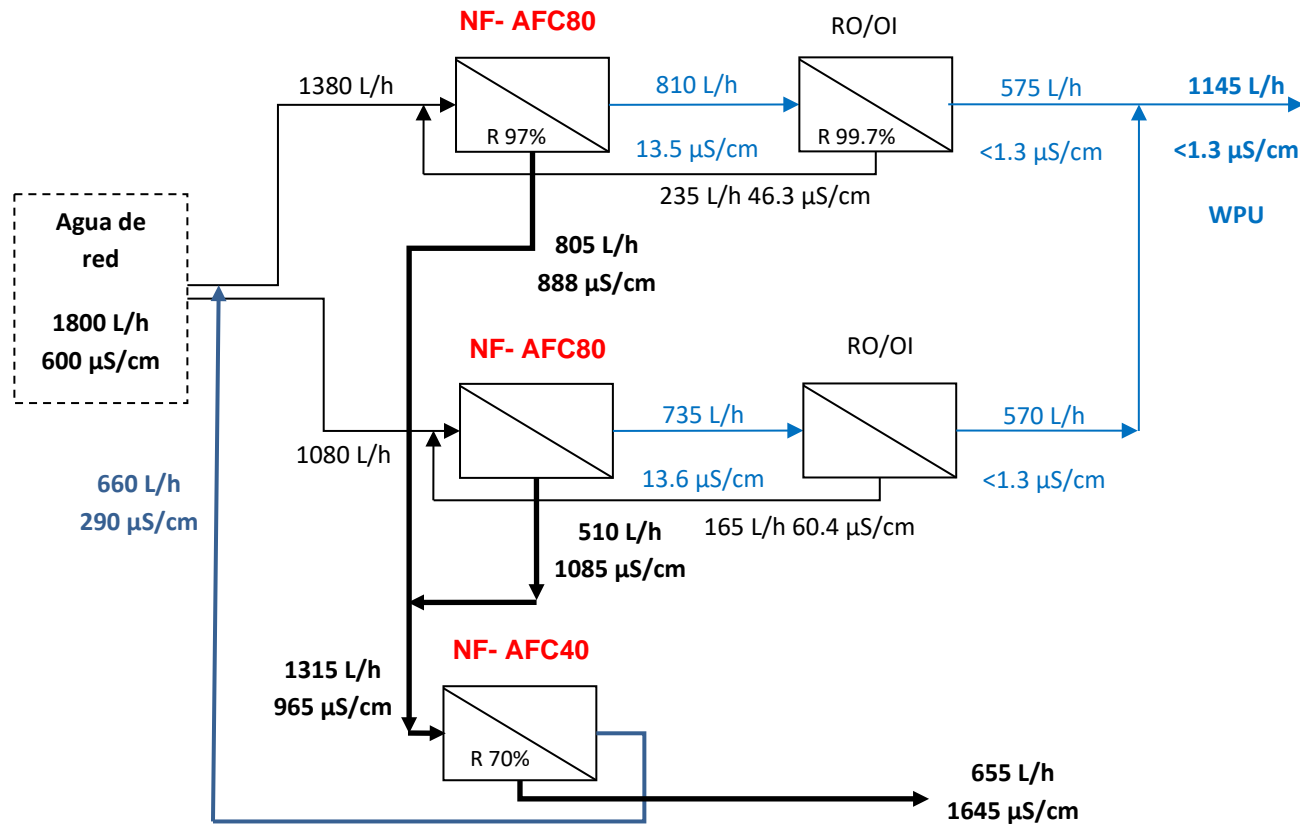 NF- AFC80
RO/OI
1380 L/h
810 L/h
575 L/h
1145 L/h
R 97%
R 99.7%
13.5 µS/cm
<1.3 µS/cm
<1.3 µS/cm
235 L/h 46.3 µS/cm
WPU
Agua de
red
1800 L/h
600 µS/cm
805 L/h
888 µS/cm
NF- AFC80
RO/OI
735 L/h
570 L/h
1080 L/h
13.6 µS/cm
<1.3 µS/cm
660 L/h
290 µS/cm
165 L/h 60.4 µS/cm
510 L/h
1085 µS/cm
NF- AFC40
1315 L/h
965 µS/cm
R 70%
655 L/h
1645 µS/cm